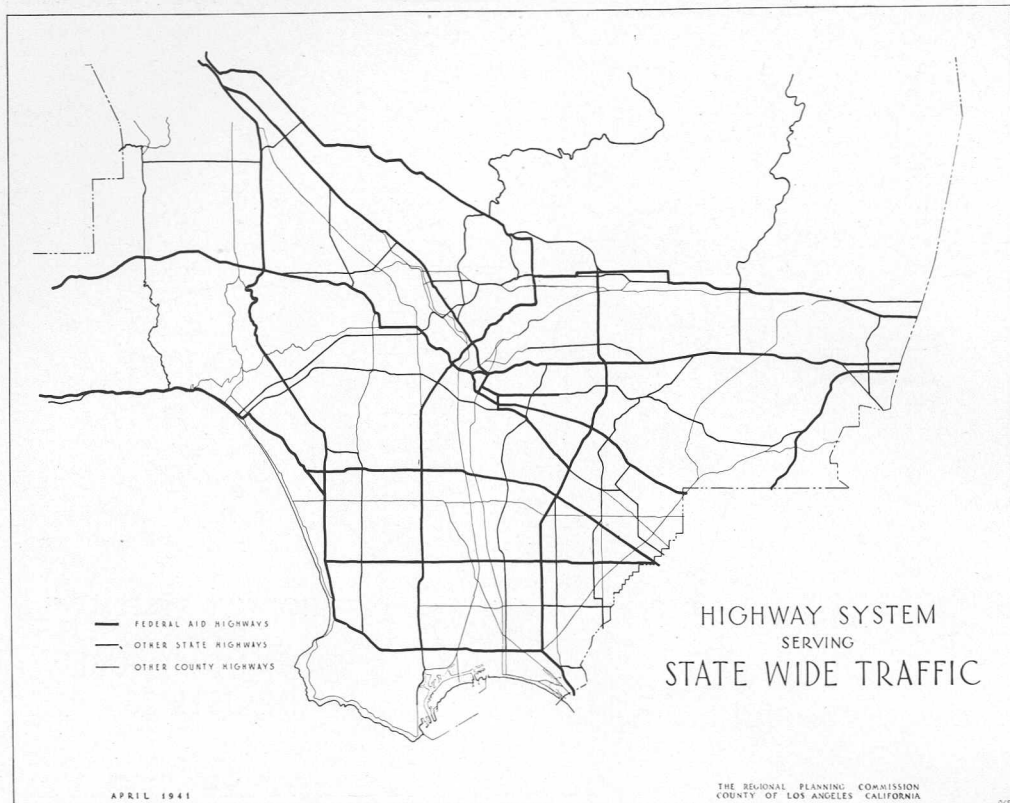 FEDERAL AID HIGHWAYS
OTHER STATE HIGHWAYS
OTHER COUNTY HIGHWAYS
HIGHWAY SYSTEM
SERVING
STATE WIDE TRAFFIC
APRIL 1941
THE REGIONAL PLANNING COMMISSION
COUNTY OF LOS ANGELES CALIFORNIA